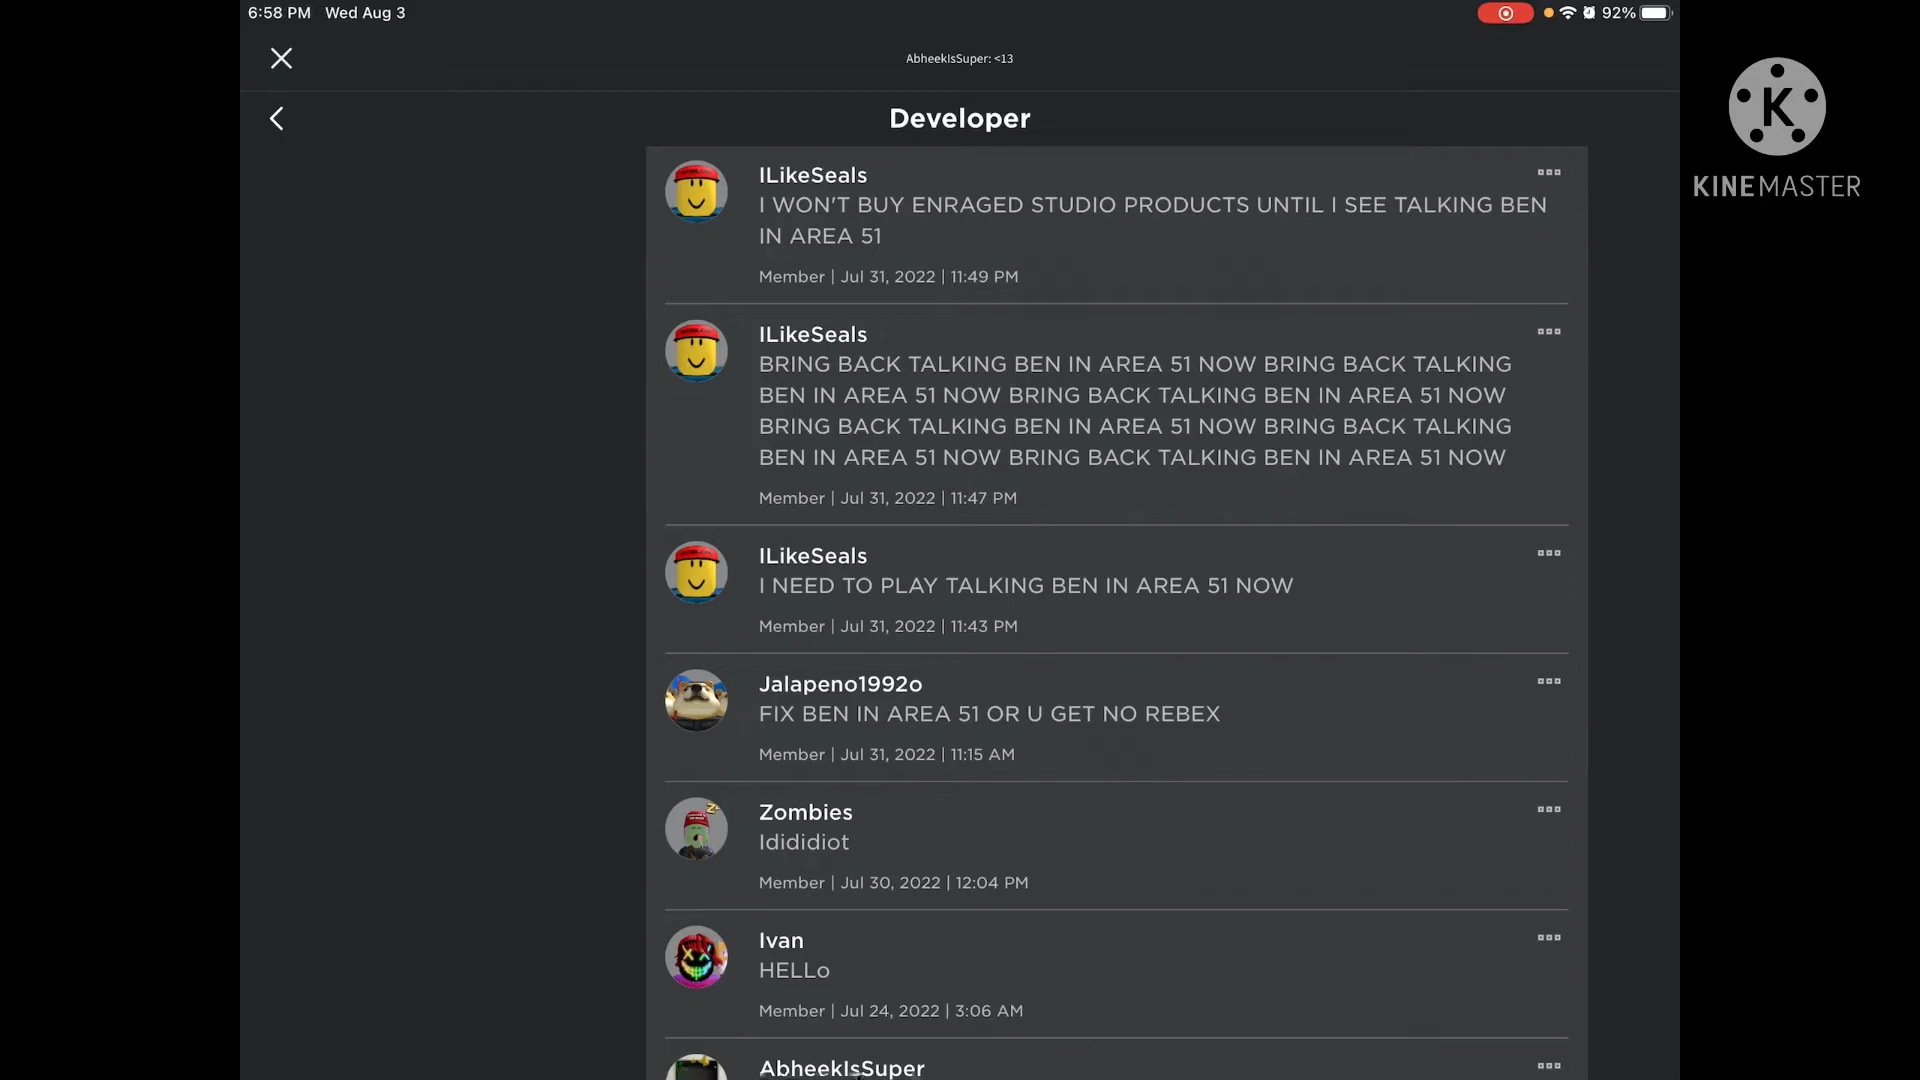 6:58 PM Wed Aug 3
92%
AbheekIsSuper: <13
Developer
KINEMASTER
ILikeSeals
I WON'T BUY ENRAGED STUDIO PRODUCTS UNTIL I SEE TALKING BEN
IN AREA 51
Member | Jul 31, 2022 | 11:49 PM
ILikeSeals
BRING BACK TALKING BEN IN AREA 51 NOW BRING BACK TALKING
BEN IN AREA 51 NOW BRING BACK TALKING BEN IN AREA 51 NOW
BRING BACK TALKING BEN IN AREA 51 NOW BRING BACK TALKING
BEN IN AREA 51 NOW BRING BACK TALKING BEN IN AREA 51 NOW
Member | Jul 31, 2022 | 11:47 PM
ILikeSeals
I NEED TO PLAY TALKING BEN IN AREA 51 NOW
Member | Jul 31, 2022 | 11:43 PM
Jalapeno1992o
FIX BEN IN AREA 51 OR U GET NO REBEX
Member | Jul 31, 2022 | 11:15 AM
Zombies
Idididiot
Member | Jul 30, 2022 | 12:04 PM
Ivan
HELLo
Member | Jul 24, 2022 | 3:06 AM
AbheekIsSuper